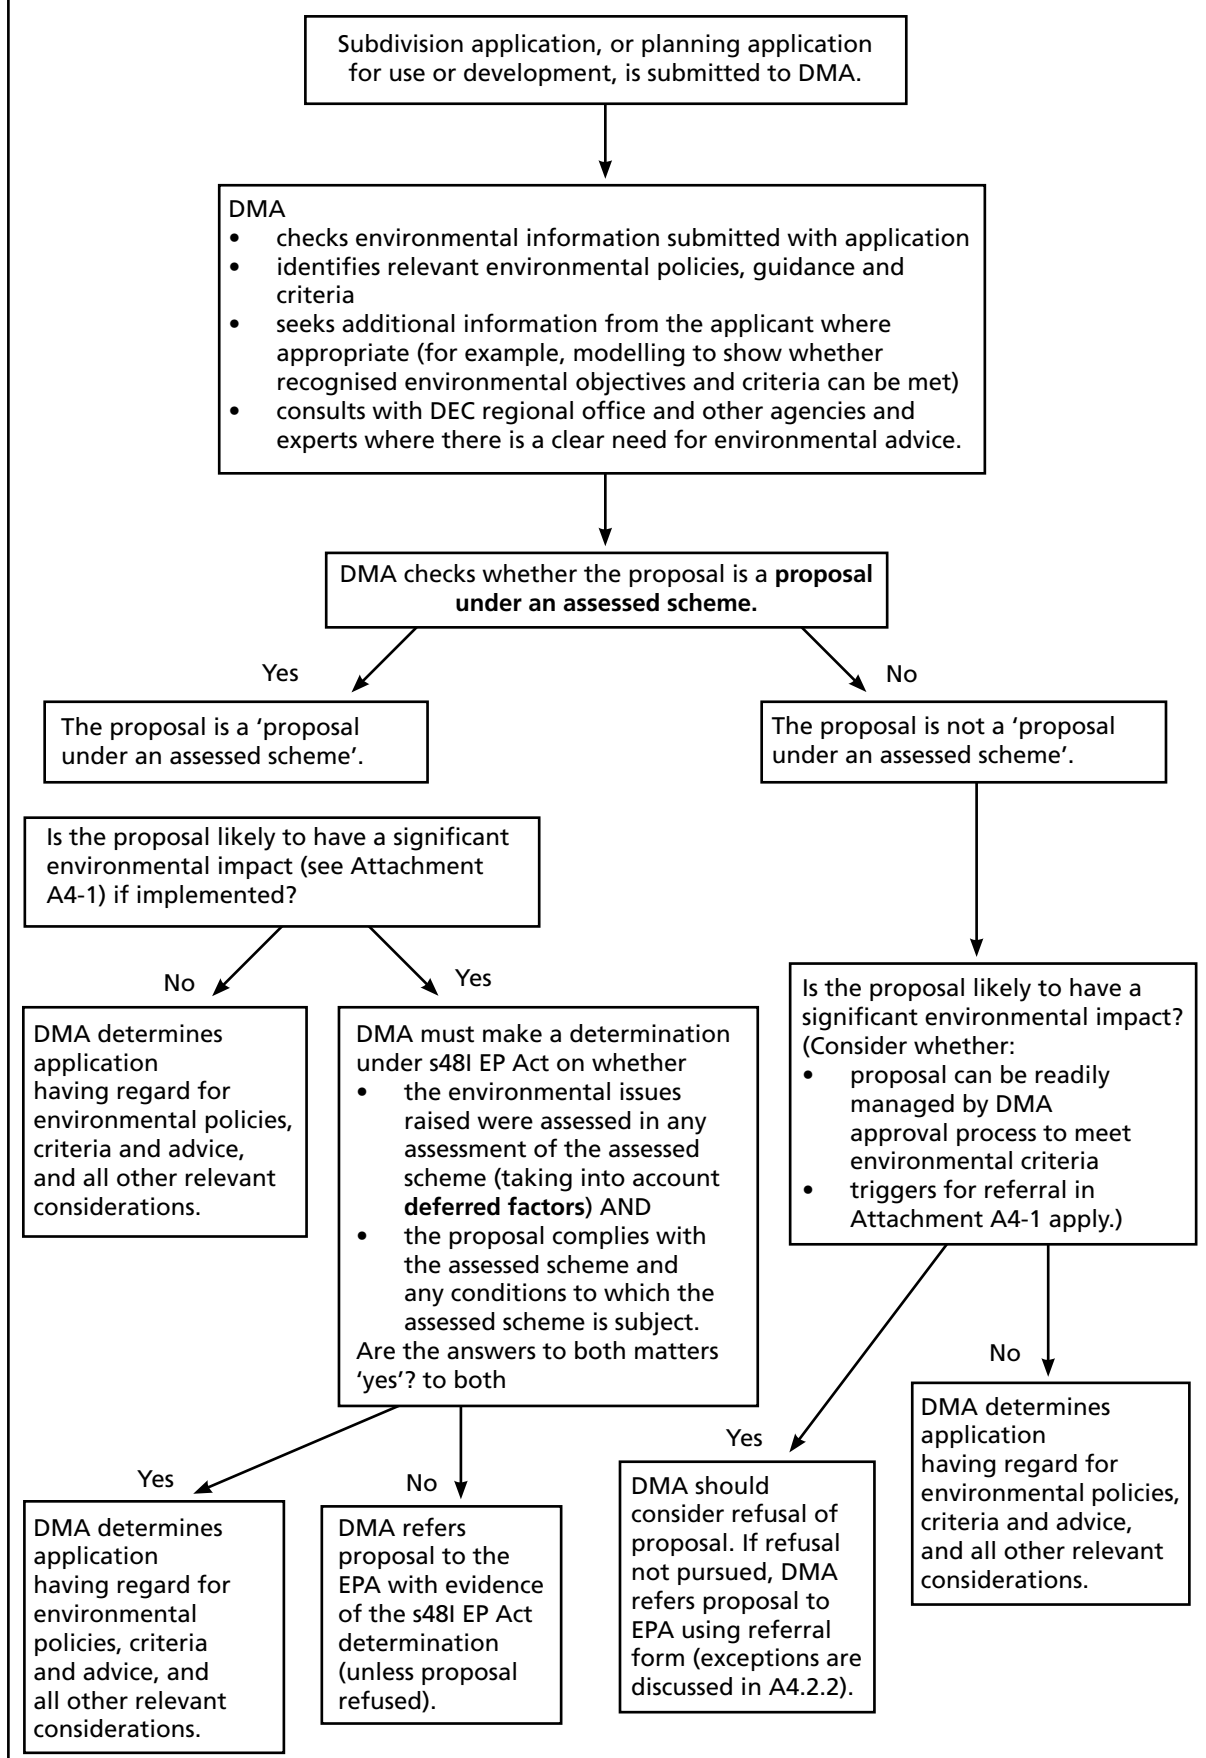 Subdivision application, or planning application
for use or development, is submitted to DMA.
DMA
• checks environmental information submitted with application
• identifies relevant environmental policies, guidance and
criteria
• seeks additional information from the applicant where
appropriate (for example, modelling to show whether
recognised environmental objectives and criteria can be met)
• consults with DEC regional office and other agencies and
experts where there is a clear need for environmental advice.
DMA checks whether the proposal is a proposal
under an assessed scheme.
Yes
No
The proposal is a ‘proposal
under an assessed scheme’.
The proposal is not a ‘proposal
under an assessed scheme’.
Is the proposal likely to have a significant
environmental impact (see Attachment
A4-1) if implemented?
No
Yes
DMA determines
application
having regard for
environmental policies,
criteria and advice,
and all other relevant
considerations.
DMA must make a determination
under s48I EP Act on whether
• the environmental issues
raised were assessed in any
assessment of the assessed
scheme (taking into account
deferred factors) AND
• the proposal complies with
the assessed scheme and
any conditions to which the
assessed scheme is subject.
Are the answers to both matters
‘yes’? to both
Is the proposal likely to have a
significant environmental impact?
(Consider whether:
• proposal can be readily
managed by DMA
approval process to meet
environmental criteria
• triggers for referral in
Attachment A4-1 apply.)
Yes
No
Yes
No
DMA determines
application
having regard for
environmental
policies, criteria
and advice, and
all other relevant
considerations.
DMA refers
proposal to the
EPA with evidence
of the s48I EP Act
determination
(unless proposal
refused).
DMA should
consider refusal of
proposal. If refusal
not pursued, DMA
refers proposal to
EPA using referral
form (exceptions are
discussed in A4.2.2).
DMA determines
application
having regard for
environmental policies,
criteria and advice,
and all other relevant
considerations.